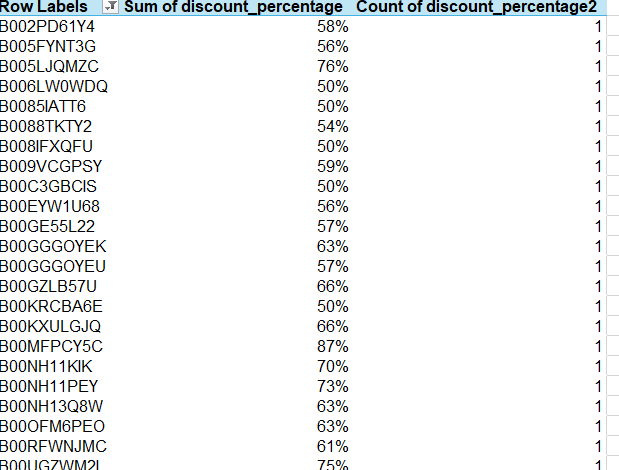 Row Labels Sum of discount_percentage Count of discount_percentage2
B002PD61Y4 58% 1
B005FYNT3G 56% 1
B005LJQMZC 76% 1
B006LW0WDQ 50% 1
B0085IATT6 50% 1
B0088TKTY2 54% 1
B008IFXQFU 50% 1
B009VCGPSY 59% 1
B00C3GBCIS 50% 1
B00EYW1U68 56% 1
B00GE55L22 57% 1
B00GGGOYEK 63% 1
B00GGGOYEU 57% 1
B00GZLB57U 66% 1
B00KRCBA6E 50% 1
B00KXULGJQ 66% 1
B00MFPCY5C 87% 1
B00NH11KIK 70% 1
B00NH11PEY 73% 1
B00NH13Q8W 63% 1
B00OFM6PEO 63% 1
B00RFWNJMC 61% 1
75% 1